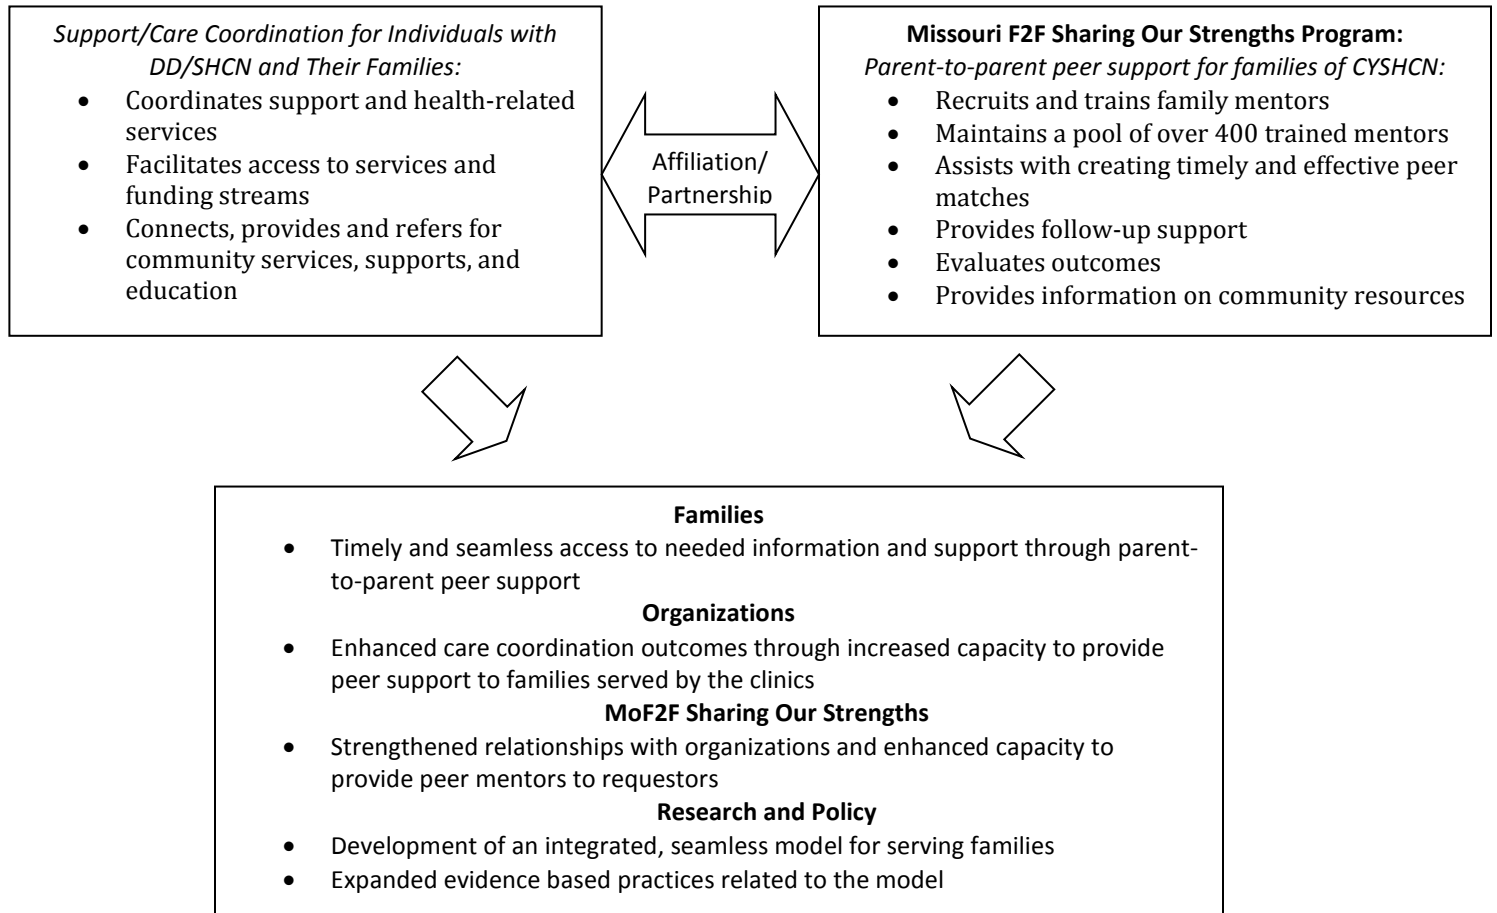 Support/Care Coordination for Individuals with
DD/SHCN and Their Families:
• Coordinates support and health-related
services
• Facilitates access to services and
funding streams
• Connects, provides and refers for
community services, supports, and
education
Affiliation/
Partnership
Missouri F2F Sharing Our Strengths Program:
Parent-to-parent peer support for families of CYSHCN:
• Recruits and trains family mentors
• Maintains a pool of over 400 trained mentors
• Assists with creating timely and effective peer
matches
• Provides follow-up support
• Evaluates outcomes
• Provides information on community resources
Families
• Timely and seamless access to needed information and support through parent-
to-parent peer support
Organizations
• Enhanced care coordination outcomes through increased capacity to provide
peer support to families served by the clinics
MoF2F Sharing Our Strengths
• Strengthened relationships with organizations and enhanced capacity to
provide peer mentors to requestors
Research and Policy
• Development of an integrated, seamless model for serving families
• Expanded evidence based practices related to the model